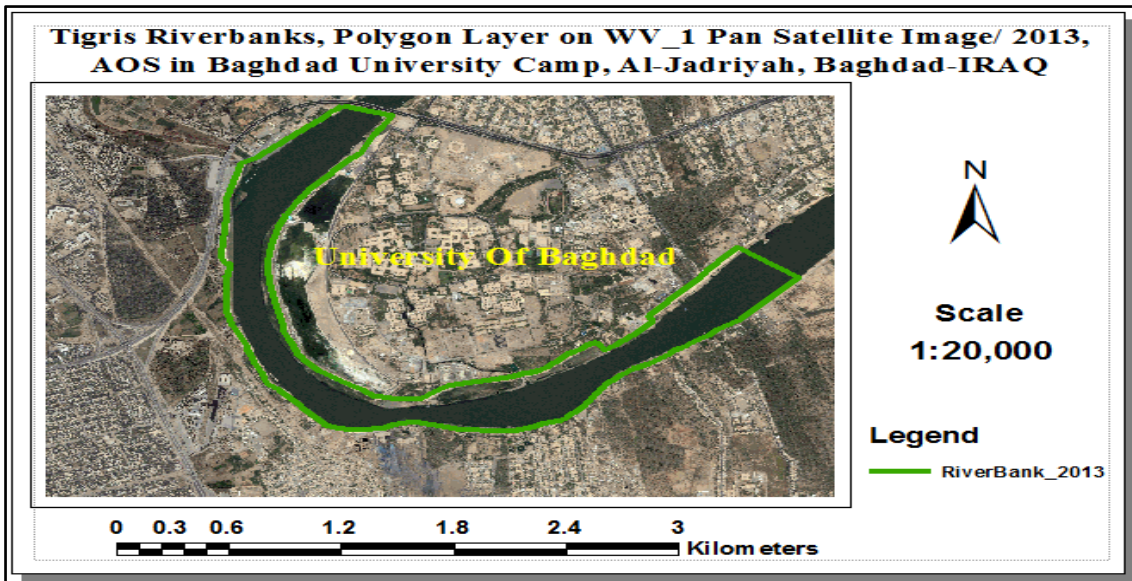 Tigris Riverbanks, Polygon Layer on WV_1 Pan Satellite Image/ 2013,
AOS in Baghdad University Camp, Al-Jadriyah, Baghdad-IRAQ
University Of Baghdad
N
Scale
1:20,000
Legend
RiverBank_2013
0 0.3 0.6 1.2 1.8 2.4 3
Kilometers